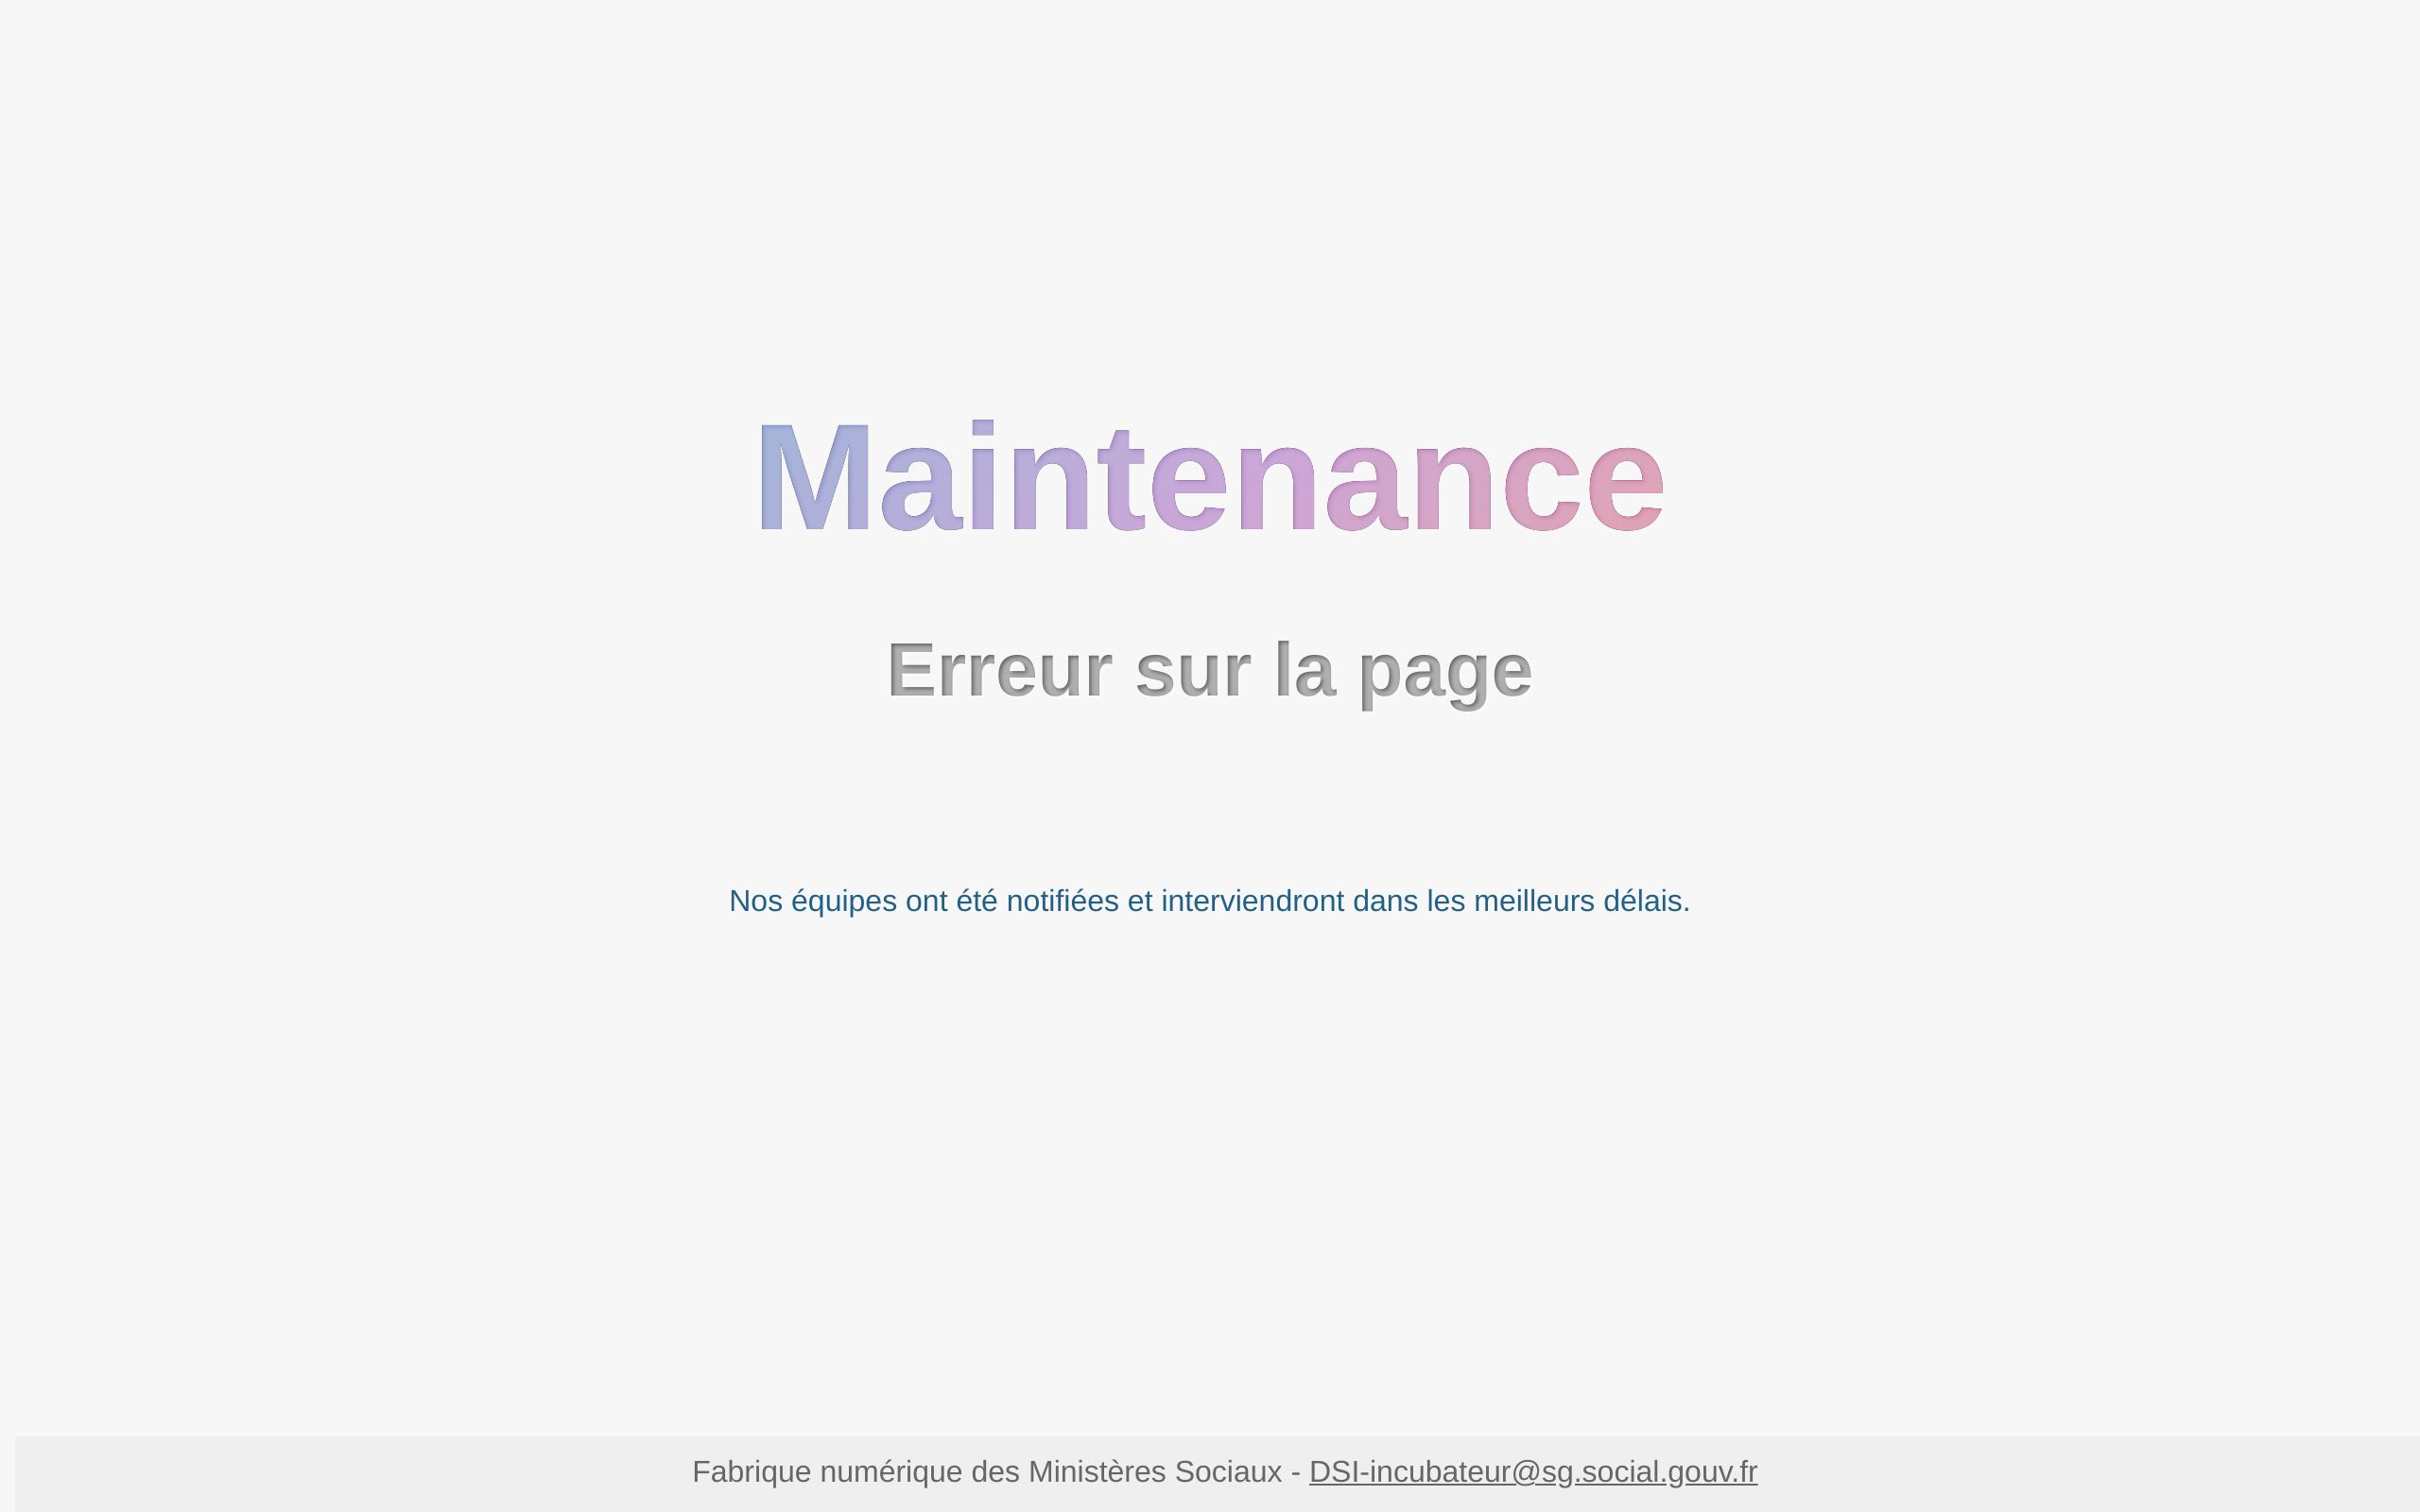 Maintenance
Erreur sur la page
Nos équipes ont été notifiées et interviendront dans les meilleurs délais.
Fabrique numérique des Ministères Sociaux - DSI-incubateur@sg.social.gouv.fr